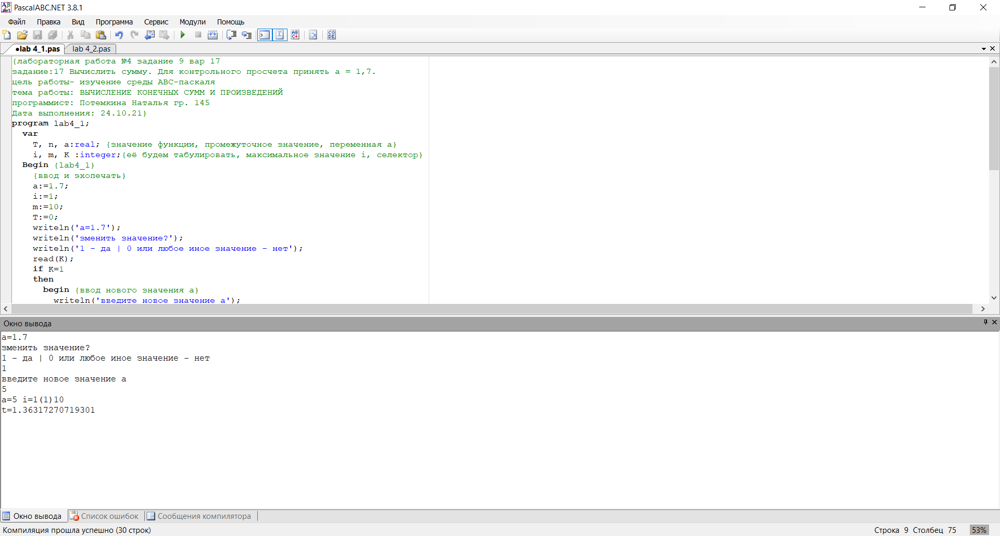 PascalABC.NET 3.8.1
Файл Правка Вид Программа Сервис Модули Помощь
●lab 4_1.pas lab 4_2.pas
{лабораторная работа №4 задание 9 вар 17
задание:17 Вычислить сумму. Для контрольного просчета принять a = 1,7.
цель работы- изучение среды АВС-паскаля
тема работы: ВЫЧИСЛЕНИЕ КОНЕЧНЫХ СУММ И ПРОИЗВЕДЕНИЙ
программист: Потемкина Наталья гр. 145
Дата выполнения: 24.10.21}
program lab4_1;
var
T, n, a:real; {значение функции, промежуточное значение, переменная а}
i, m, K :integer;{её будем табулировать, максимальное значение i, селектор}
Begin {lab4_1}
{ввод и эхопечать}
a:=1.7;
i:=1;
m:=10;
T:=0;
writeln('a=1.7');
writeln('зменить значение?');
writeln('1 - да | 0 или любое иное значение - нет');
read(K);
if K=1
then
begin {ввод нового значения а}
writeln('введите новое значение а');
Окно вывода
a=1.7
зменить значение?
1 - да | 0 или любое иное значение - нет
1
введите новое значение а
5
a=5 i=1(1)10
t=1.36317270719301
Окно вывода Список ошибок Сообщения компилятора
Компиляция прошла успешно (30 строк) Строка 9 Столбец 75 53%